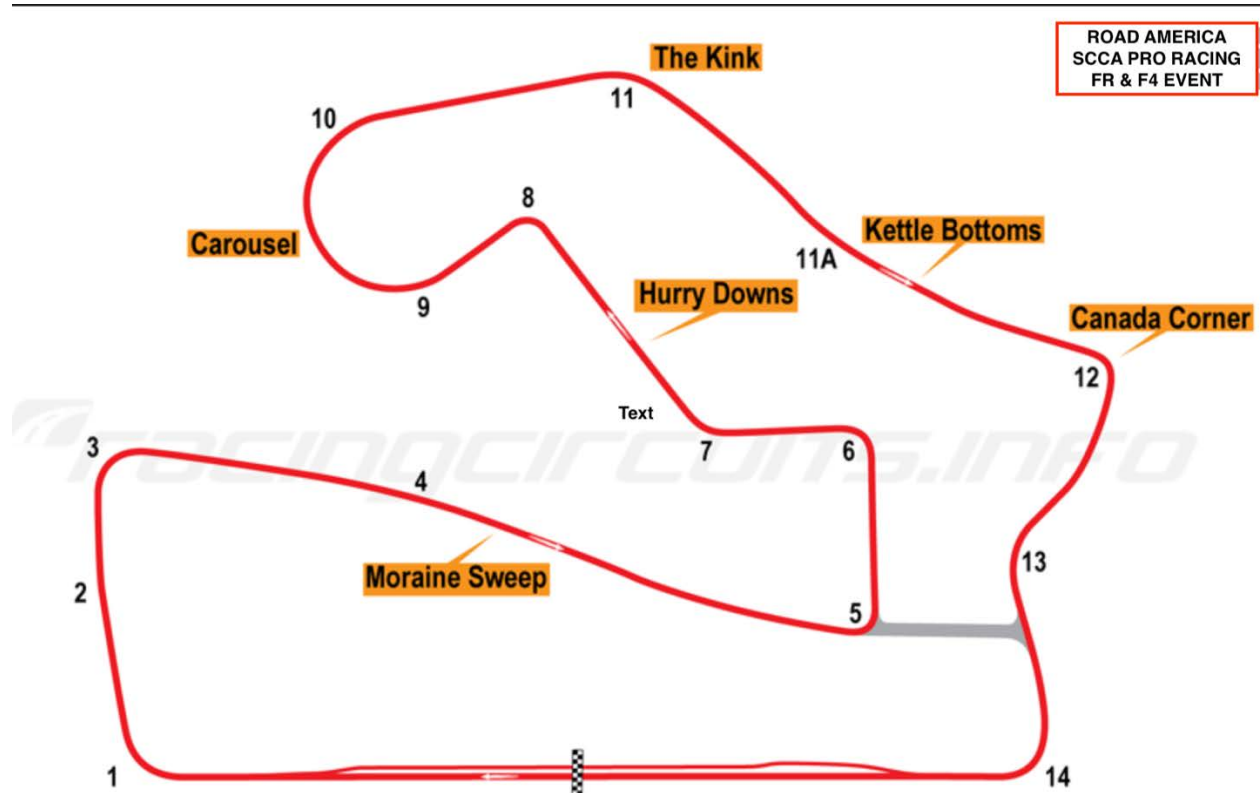 ROAD AMERICA
SCCA PRO RACING
FR & F4 EVENT
The Kink
11
10
8
Carousel
Kettle Bottoms
11A
Hurry Downs
9
Canada Corner
12
Text
7
6
3
4
racingcircuits.info
Moraine Sweep
2
5
13
1
14